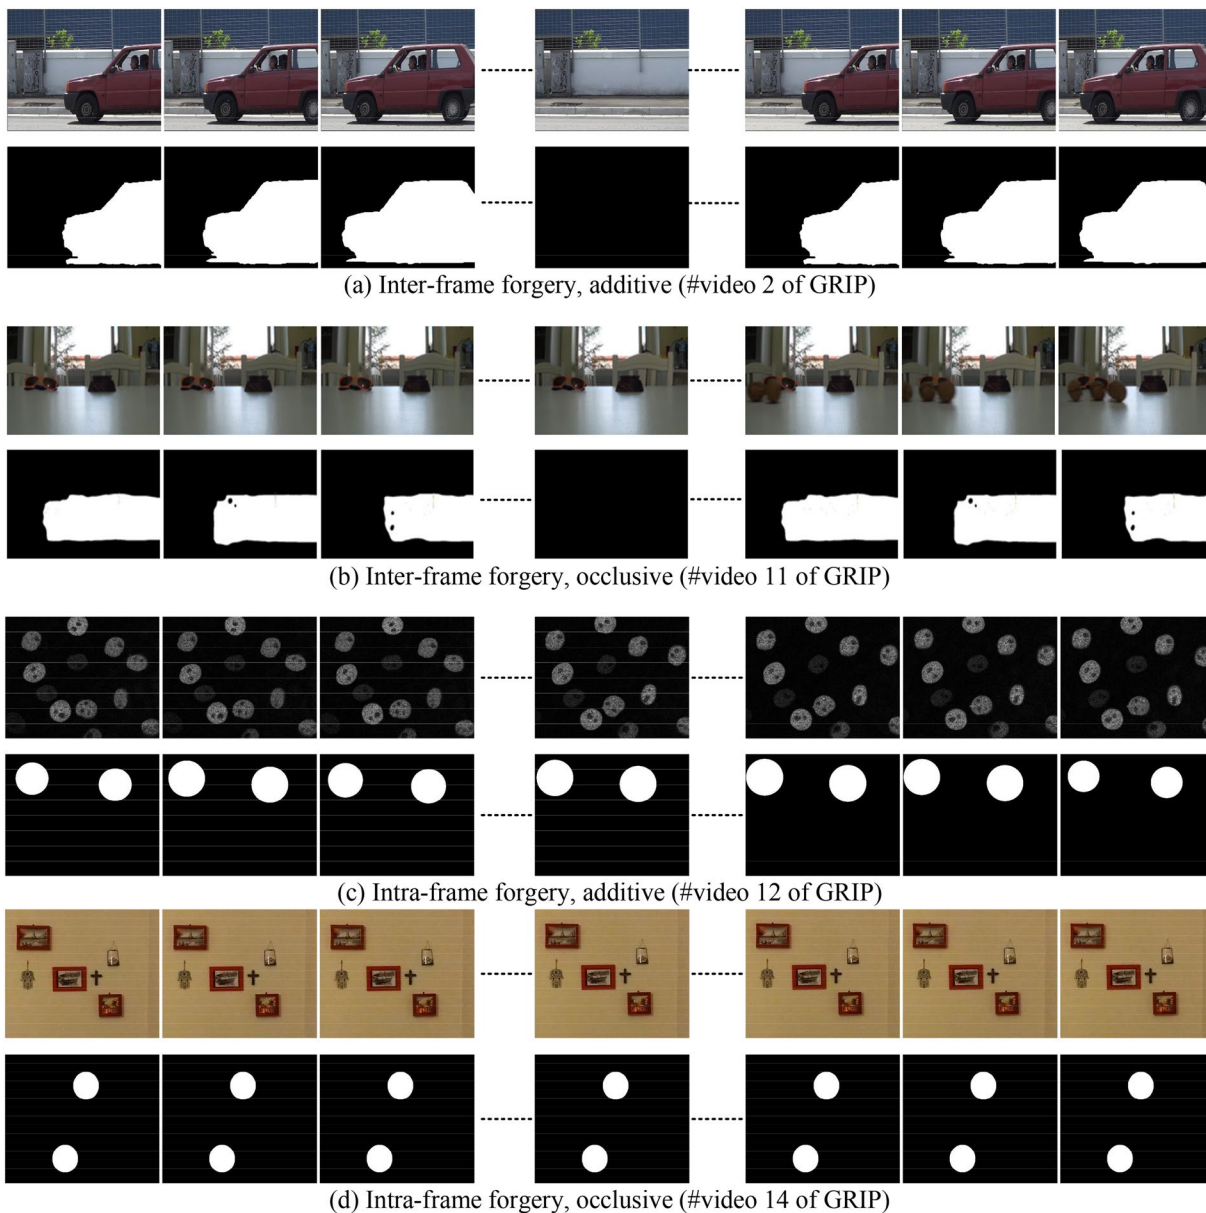 (a) Inter-frame forgery, additive (#video 2 of GRIP)
(b) Inter-frame forgery, occlusive (#video 11 of GRIP)
(c) Intra-frame forgery, additive (#video 12 of GRIP)
(d) Intra-frame forgery, occlusive (#video 14 of GRIP)